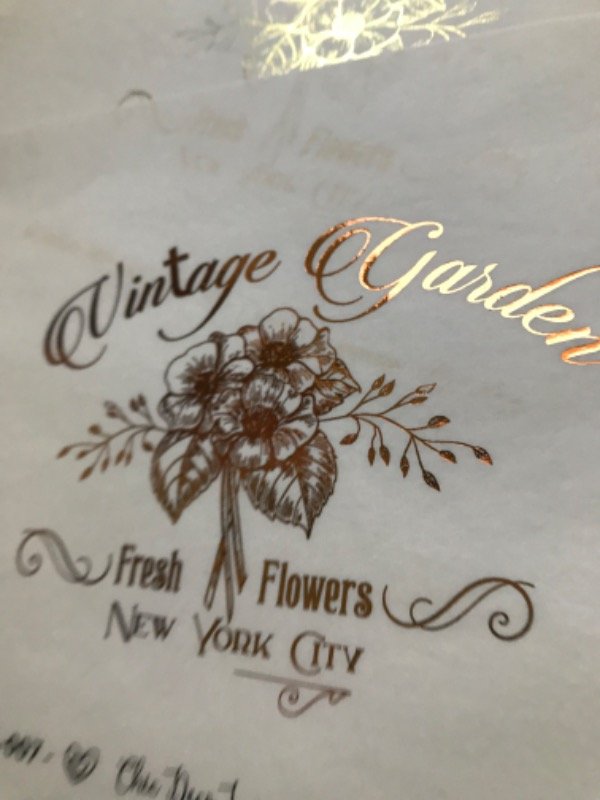 Vintage Garden
Fresh Flowers
New York City